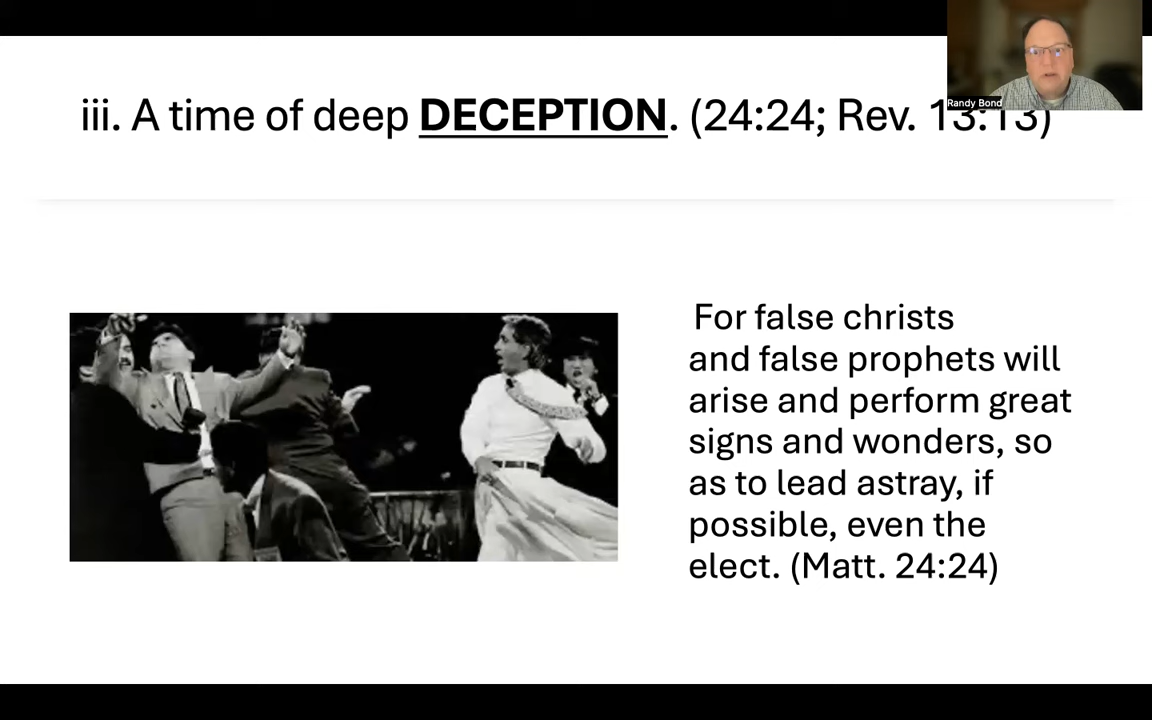 Randy Bond
iii. A time of deep DECEPTION. (24:24; Rev. 13:13)
For false christs
and false prophets will
arise and perform great
signs and wonders, so
as to lead astray, if
possible, even the
elect. (Matt. 24:24)